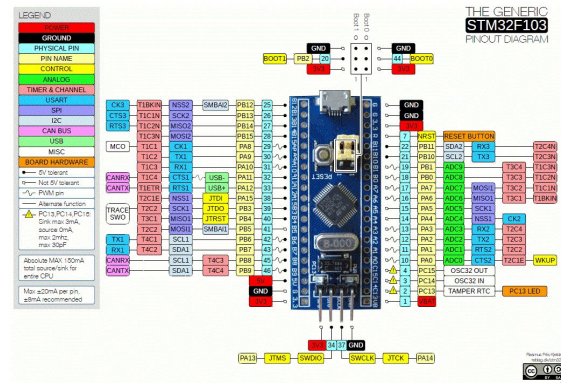 LEGEND
POWER
GROUND
PHYSICAL PIN
PIN NAME
CONTROL
ANALOG
TIMER & CHANNEL
USART
SPI
I2C
CAN BUS
USB
MISC
BOARD HARDWARE
5V tolerant
Not 5V tolerant
PWM pin
Alternate function
PC13,PC14,PC15:
Sink max 3mA,
source 0mA,
max 2mhz,
max 30pF
Absolute MAX 150mA
total source/sink for
entire CPU
Max ±20mA per pin,
±8mA recommended
THE GENERIC
STM32F103
PINOUT DIAGRAM
Boot 1
Boot 0
GND
GND
BOOT1 PB2 20
44 BOOT0
3V3
3V3
CK3 T1BKIN NSS2 SMBAI2 PB12 25
CTS3 T1C1N SCK2 PB13 26
RTS3 T1C2N MISO2 PB14 27
T1C3N MOSI2 PB15 28
MCO T1C1 CK1 PA8 29
T1C2 TX1 PA9 30
T1C3 RX1 PA10 31
CANRX T1C4 CTS1 USB- PA11 32
CANTX T1ETR RTS1 USB+ PA12 33
T2C1E NSS1 JTDI PA15 38
TRACE SWO T2C2 SCK1 JTDO PB3 39
T3C1 MISO1 JTRST PB4 40
T3C2 MOSI1 SMBAI1 PB5 41
TX1 T4C1 SCL1 PB6 42
RX1 T4C2 SDA1 PB7 43
CANRX SCL1 T4C3 PB8 45
CANTX SDA1 T4C4 PB9 46
5V
GND
3V3
GND
GND
3V3
7 NRST RESET BUTTON
22 PB11 SDA2 RX3 T2C4N
21 PB10 SCL2 TX3 T2C3N
19 PB1 ADC9 T3C4 T1C3N
18 PB0 ADC8 T3C3 T1C2N
17 PA7 ADC7 MOSI1 T3C2 T1C1N
16 PA6 ADC6 MISO1 T3C1 T1BKIN
15 PA5 ADC5 SCK1
14 PA4 ADC4 NSS1 CK2
13 PA3 ADC3 RX2 T2C4
12 PA2 ADC2 TX2 T2C3
11 PA1 ADC1 RTS2 T2C2
10 PA0 ADC0 CTS2 T2C1E WKUP
4 PC15 OSC32 OUT
3 PC14 OSC32 IN
2 PC13 TAMPER RTC PC13 LED
1 VBAT
RESET
8-000
PC13
3V3 34 37 GND
PA13 JTMS SWDIO SWCLK JTCK PA14
BY SA